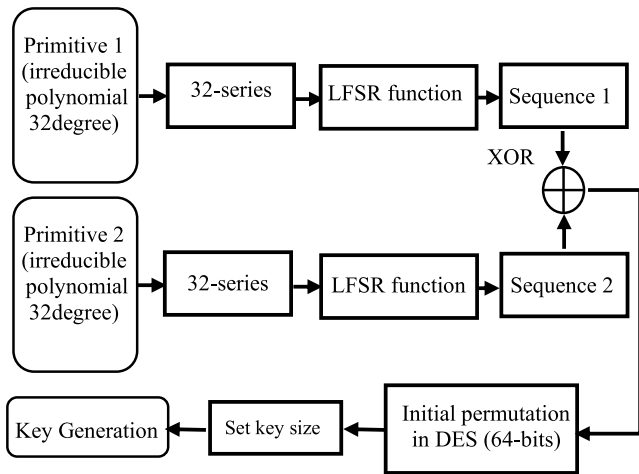 Primitive 1
(irreducible
polynomial
32degree)
32-series
LFSR function
Sequence 1
XOR
Primitive 2
(irreducible
polynomial
32degree)
32-series
LFSR function
Sequence 2
Key Generation
Set key size
Initial permutation
in DES (64-bits)